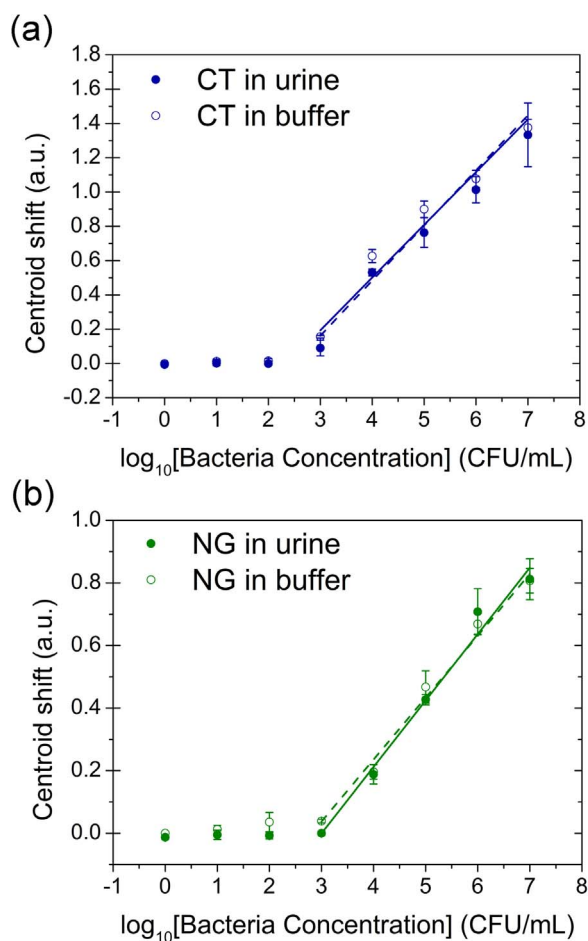 (a)
CT in urine
CT in buffer
1.8
1.6
1.4
1.2
1.0
0.8
0.6
0.4
0.2
0.0
-0.2
Centroid shift (a.u.)
-1 0 1 2 3 4 5 6 7 8
log₁₀[Bacteria Concentration] (CFU/mL)
(b)
NG in urine
NG in buffer
1.0
0.8
0.6
0.4
0.2
0.0
Centroid shift (a.u.)
-1 0 1 2 3 4 5 6 7 8
log₁₀[Bacteria Concentration] (CFU/mL)